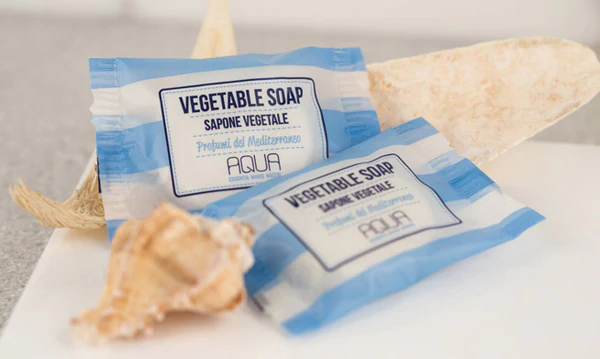 VEGETABLE SOAP
SAPONE VEGETALE
Profumi del Mediterraneo
AQUA
VEGETABLE SOAP
SAPONE VEGETALE
Profumi del Mediterraneo
AQUA